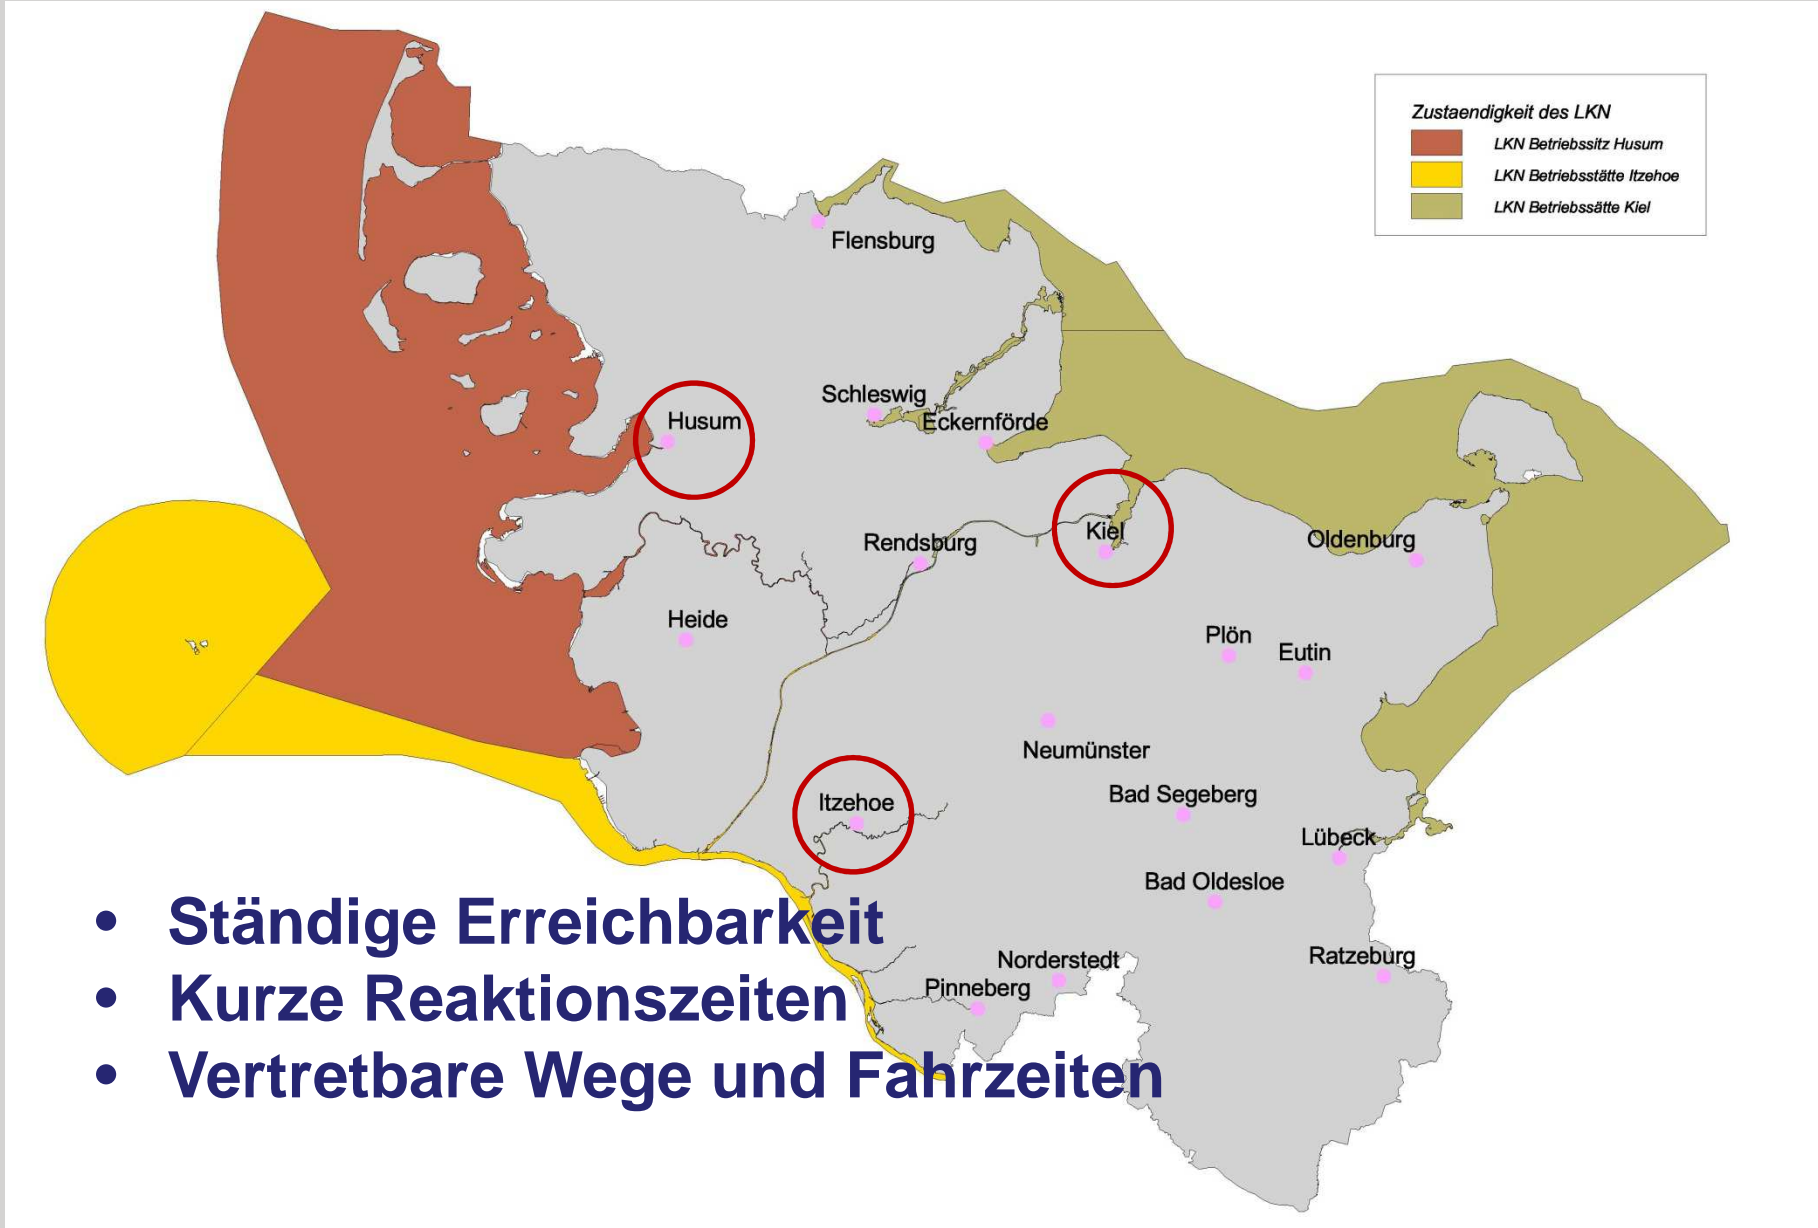 Zustaendigkeit des LKN
LKN Betriebssitz Husum
LKN Betriebsstätte Itzehoe
LKN Betriebssätte Kiel
Flensburg
Schleswig
Husum
Eckernförde
Kiel
Rendsburg
Oldenburg
Heide
Plön
Eutin
Neumünster
Itzehoe
Bad Segeberg
Lübeck
Bad Oldesloe
Norderstedt
Ratzeburg
Pinneberg
• Ständige Erreichbarkeit
• Kurze Reaktionszeiten
• Vertretbare Wege und Fahrzeiten